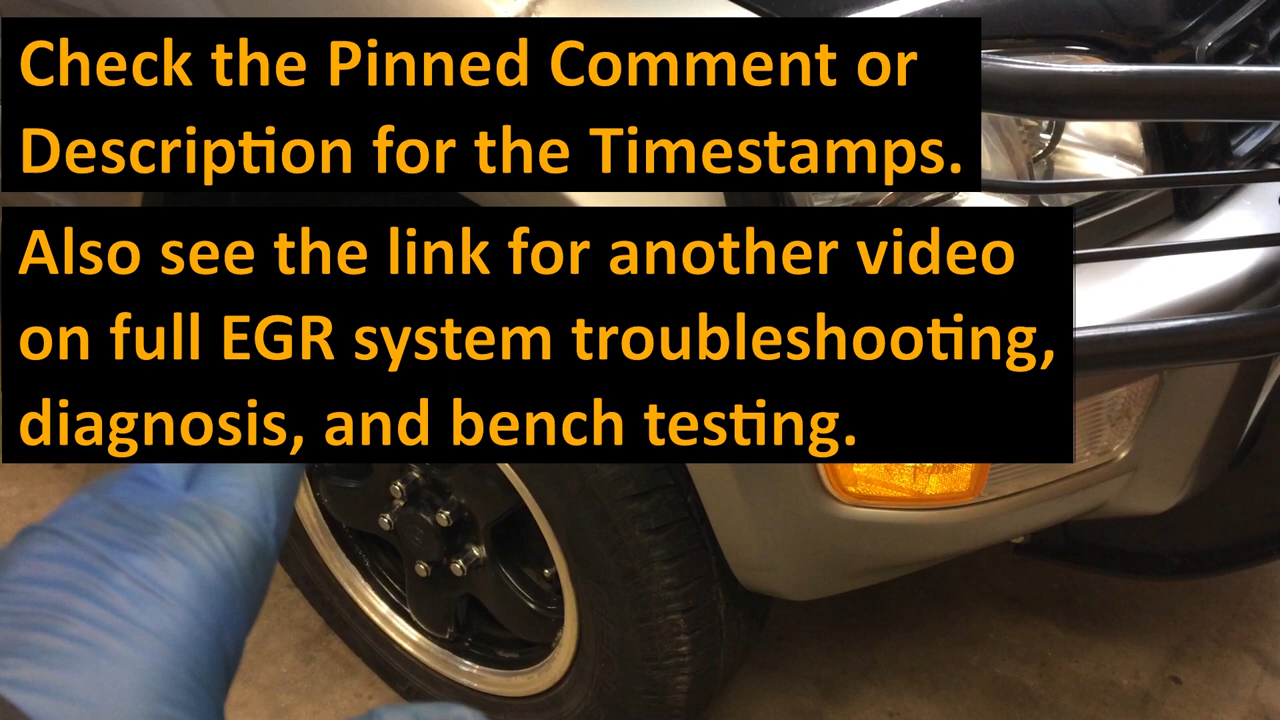 Check the Pinned Comment or
Description for the Timestamps.
Also see the link for another video
on full EGR system troubleshooting,
diagnosis, and bench testing.